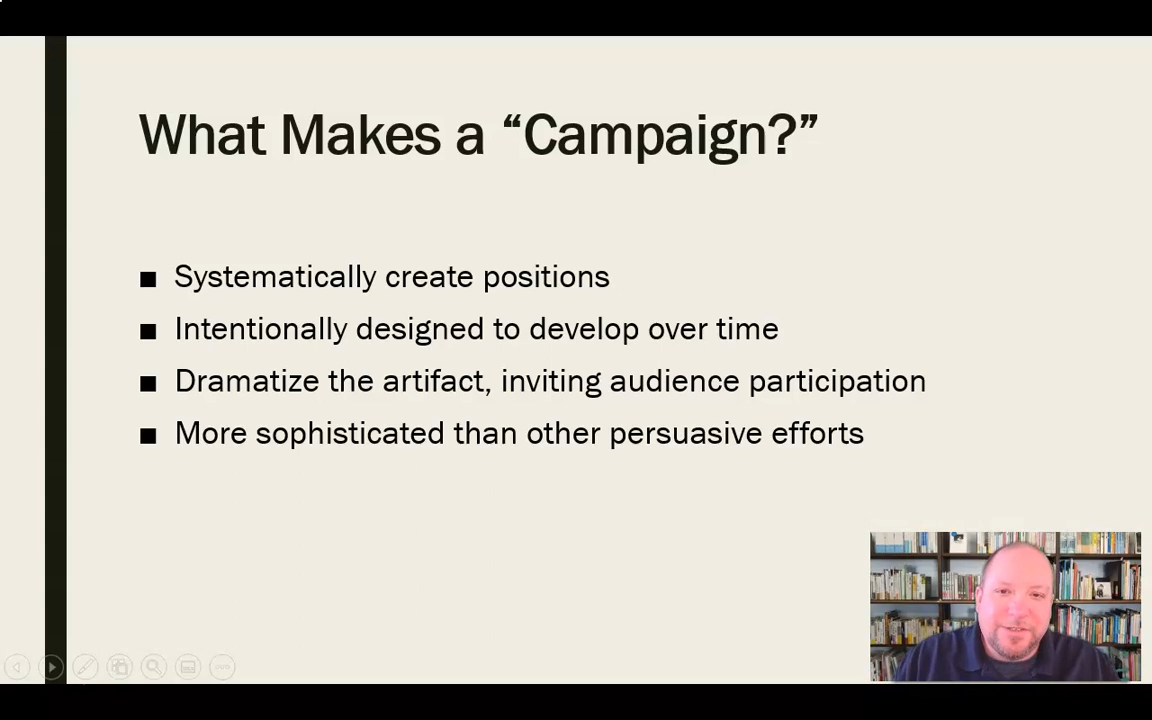 What Makes a “Campaign?”
Systematically create positions
Intentionally designed to develop over time
Dramatize the artifact, inviting audience participation
More sophisticated than other persuasive efforts